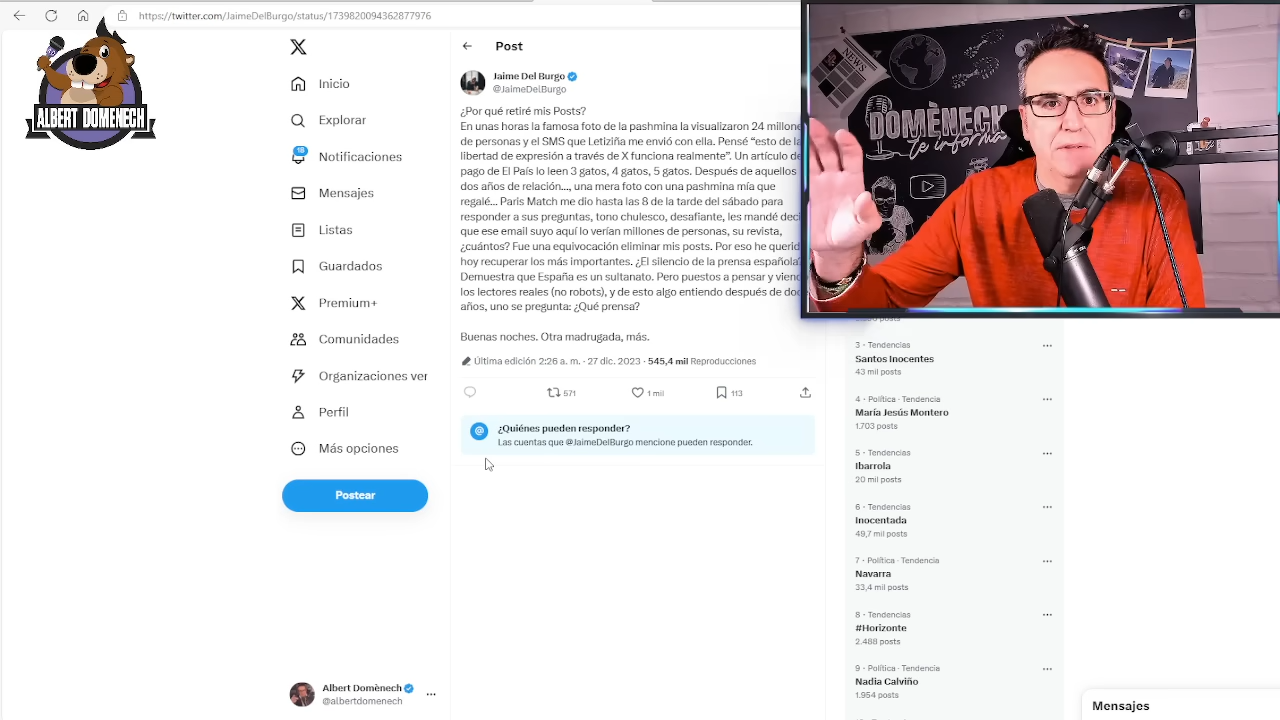 https://twitter.com/JaimeDelBurgo/status/1739820094362877976
ALBERT DOMENECH
Inicio
Explorar
18
Notificaciones
Mensajes
Listas
Guardados
Premium+
Comunidades
Organizaciones ver
Perfil
Más opciones
Postear
Albert Domènech
@albertdomenech
Post
Jaime Del Burgo
@JaimeDelBurgo
¿Por qué retiré mis Posts?
En unas horas la famosa foto de la pashmina la visualizaron 24 millone
de personas y el SMS que Letizina me envió con ella. Pensé “esto de la
libertad de expresión a través de X funciona realmente”. Un artículo de
pago de El País lo leen 3 gatos, 4 gatos, 5 gatos. Después de aquellos
dos años de relación..., una mera foto con una pashmina mía que
regalé... Paris Match me dio hasta las 8 de la tarde del sábado para
responder a sus preguntas, tono chulesco, desafiante, les mandé deci
que ese email suyo aquí lo verían millones de personas, su revista,
¿cuántos? Fue una equivocación eliminar mis posts. Por eso he querid
hoy recuperar los más importantes. ¿El silencio de la prensa española?
Demuestra que España es un sultanato. Pero puestos a pensar y viend
los lectores reales (no robots), y de esto algo entiendo después de doc
años, uno se pregunta: ¿Qué prensa?
Buenas noches. Otra madrugada, más.
Última edición 2:26 a. m. · 27 dic. 2023 · 545,4 mil Reproducciones
571
1 mil
113
@
¿Quiénes pueden responder?
Las cuentas que @JaimeDelBurgo mencione pueden responder.
NEWS
DOMÈNECH
te informa
3 · Tendencias
Santos Inocentes
43 mil posts
4 · Política · Tendencia
María Jesús Montero
1.703 posts
5 · Tendencias
Ibarrola
20 mil posts
6 · Tendencias
Inocentada
49,7 mil posts
7 · Política · Tendencia
Navarra
33,4 mil posts
8 · Tendencias
#Horizonte
2.488 posts
9 · Política · Tendencia
Nadia Calviño
1.954 posts
Mensajes